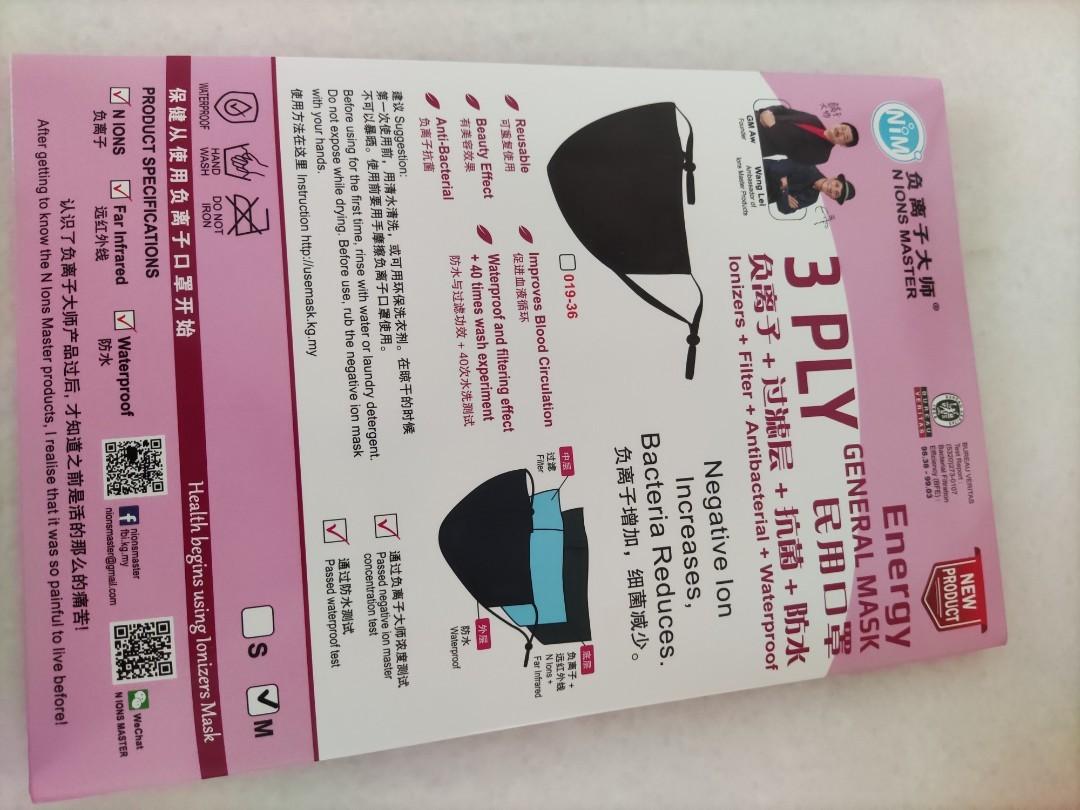 NIM
负离子大师®
N IONS MASTER
GM Aw
Founder
Wang Lei
Ambassador of
Ions Master Products
BUREAU
VERITAS
BUREAU VERITAS
Test Report :
(5320)273-0107
Bacterial Filtration
Efficiency (BFE) :
98.38 - 99.03
NEW
PRODUCT
Energy
3 PLY GENERAL MASK
民用口罩
负离子 + 过滤层 + 抗菌 + 防水
Ionizers + Filter + Antibacterial + Waterproof
Negative Ion
Increases,
Bacteria Reduces.
负离子增加，细菌减少。
019-36
Reusable
可重复使用
Beauty Effect
有美容效果
Anti-Bacterial
负离子抗菌
Improves Blood Circulation
促进血液循环
Waterproof and filtering effect
+ 40 times wash experiment
防水与过滤功效 + 40次水洗测试
中层
过滤
Filter
底层
负离子 +
远红外线
N Ions +
Far Infrared
外层
防水
Waterproof
建议 Suggestion:
第一次使用前，用清水清洗，或可用环保洗衣剂。在晾干的时候
不可以暴晒。使用前要用手摩擦负离子口罩使用。
Before using for the first time, rinse with water or laundry detergent.
Do not expose while drying. Before use, rub the negative ion mask
with your hands.
使用方法在这里 Instruction http://usemask.kg.my
通过负离子大师浓度测试
Passed negative ion master
concentration test
通过防水测试
Passed waterproof test
WATERPROOF
HAND
WASH
DO NOT
IRON
S
M
保健从使用负离子口罩开始
Health begins using Ionizers Mask
PRODUCT SPECIFICATIONS
N IONS
负离子
Far Infrared
远红外线
Waterproof
防水
nionsmaster
fbi.kg.my
nionsmaster@gmail.com
WeChat
N IONS MASTER
认识了负离子大师产品过后，才知道之前是活的那么的痛苦！
After getting to know the N Ions Master products, I realise that it was so painful to live before!